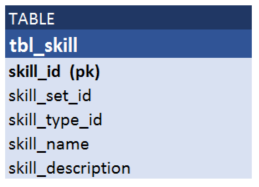 TABLE
tbl_skill
skill_id (pk)
skill_set_id
skill_type_id
skill_name
skill_description